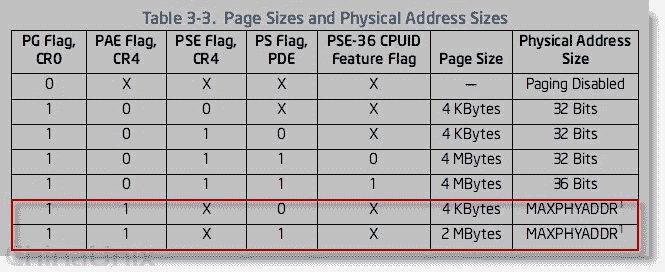 Table 3-3. Page Sizes and Physical Address Sizes
PG Flag, CR0 PAE Flag, CR4 PSE Flag, CR4 PS Flag, PDE PSE-36 CPUID Feature Flag Page Size Physical Address Size
0 X X X X — Paging Disabled
1 0 0 X X 4 KBytes 32 Bits
1 0 1 0 X 4 KBytes 32 Bits
1 0 1 1 0 4 MBytes 32 Bits
1 0 1 1 1 4 MBytes 36 Bits
1 1 X 0 X 4 KBytes MAXPHYADDR¹
1 1 X 1 X 2 MBytes MAXPHYADDR¹
ChinaUnix